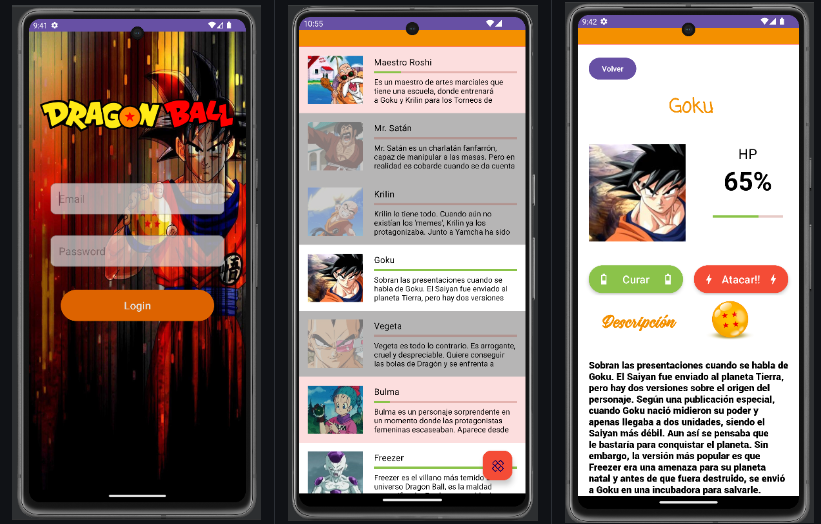 9:41
DRAGON BALL
Email
Password
Login
10:55
Maestro Roshi
Es un maestro de artes marciales que
tiene una escuela, donde entrenará
a Goku y Krilin para los Torneos de
Mr. Satán
Mr. Satán es un charlatán fanfarrón,
capaz de manipular a las masas. Pero en
realidad es cobarde cuando se da cuenta
Krilin
Krilin lo tiene todo. Cuando aún no
existían los 'memes', Krilin ya los
protagonizaba. Junto a Yamcha ha sido
Goku
Sobran las presentaciones cuando se
habla de Goku. El Saiyan fue enviado al
planeta Tierra, pero hay dos versiones
Vegeta
Vegeta es todo lo contrario. Es arrogante,
cruel y despreciable. Quiere conseguir
las bolas de Dragón y se enfrenta a
Bulma
Bulma es un personaje sorprendente en
un momento donde las protagonistas
femeninas escaseaban. Aparece desde
Freezer
Freezer es el villano más temido
universo Dragon Ball, es la maldad
9:42
Volver
Goku
HP
65%
Curar
Atacar!!
Descripción
Sobran las presentaciones cuando se habla de
Goku. El Saiyan fue enviado al planeta Tierra,
pero hay dos versiones sobre el origen del
personaje. Según una publicación especial,
cuando Goku nació midieron su poder y
apenas llegaba a dos unidades, siendo el
Saiyan más débil. Aun así se pensaba que
le bastaría para conquistar el planeta. Sin
embargo, la versión más popular es que
Freezer era una amenaza para su planeta
natal y antes de que fuera destruido, se envió
a Goku en una incubadora para salvarle.